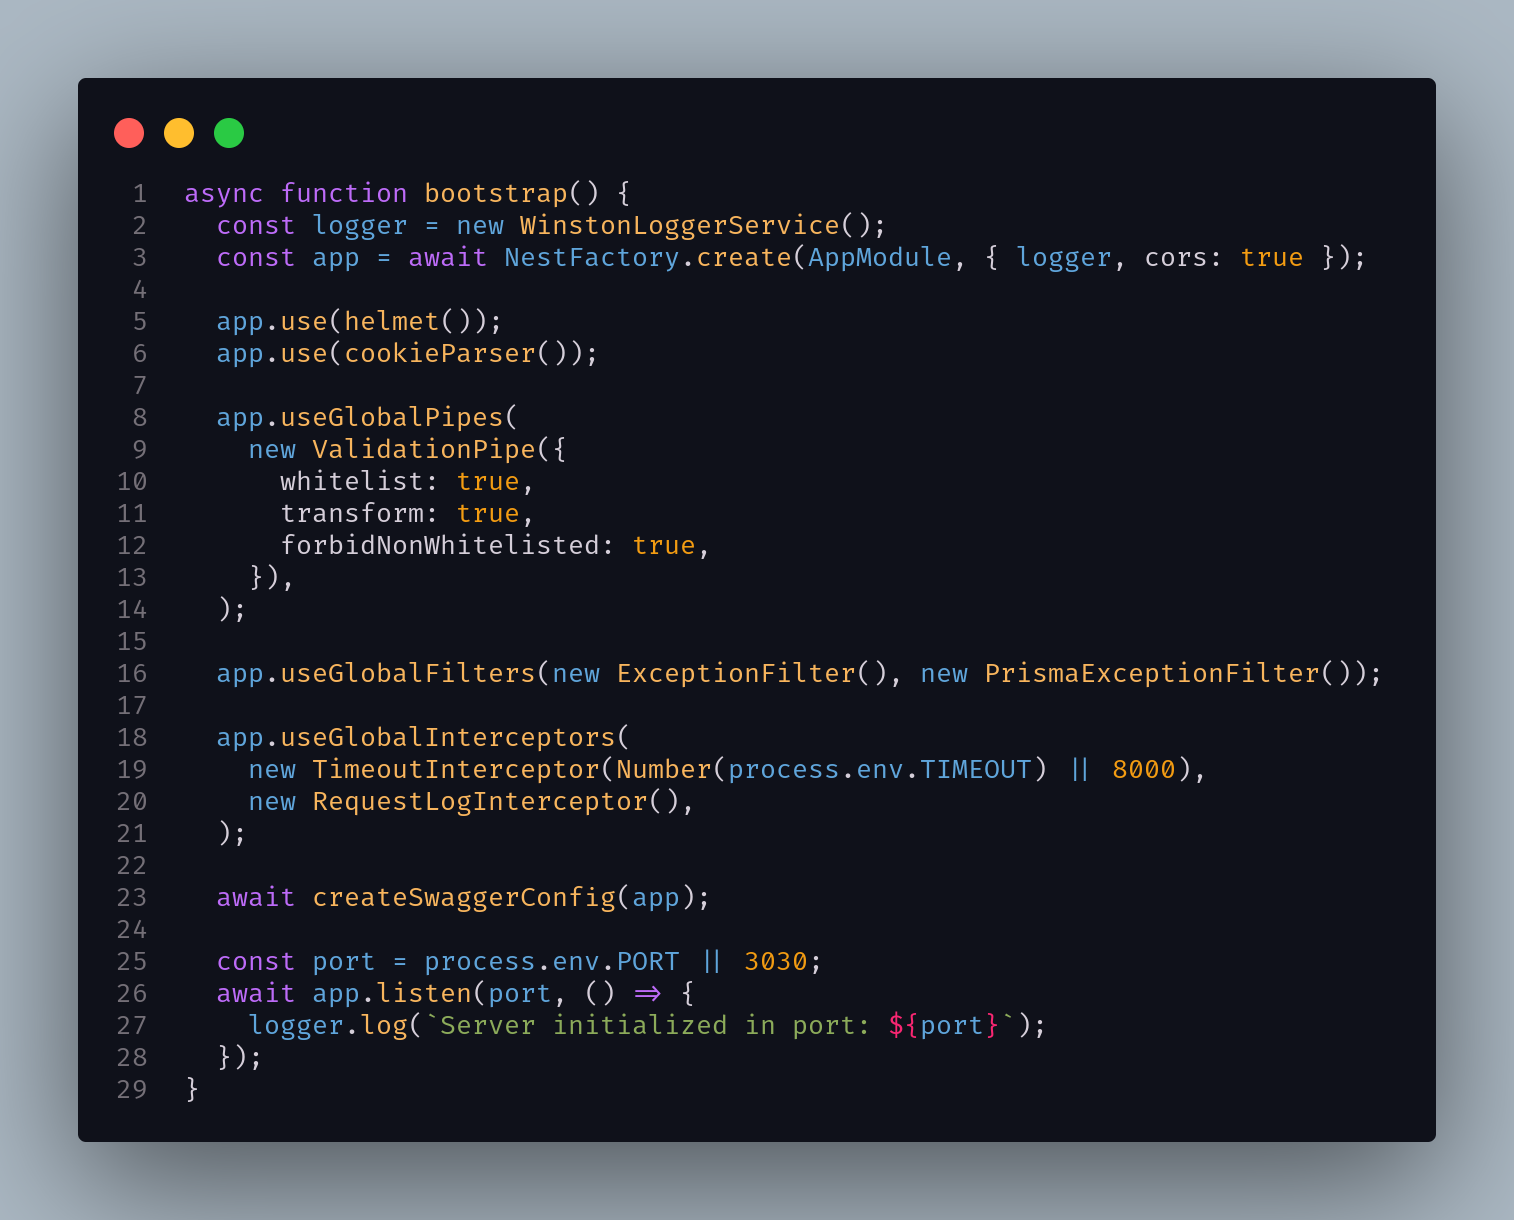 1 async function bootstrap() {
2   const logger = new WinstonLoggerService();
3   const app = await NestFactory.create(AppModule, { logger, cors: true });
4
5   app.use(helmet());
6   app.use(cookieParser());
7
8   app.useGlobalPipes(
9     new ValidationPipe({
10       whitelist: true,
11       transform: true,
12       forbidNonWhitelisted: true,
13     }),
14   );
15
16   app.useGlobalFilters(new ExceptionFilter(), new PrismaExceptionFilter());
17
18   app.useGlobalInterceptors(
19     new TimeoutInterceptor(Number(process.env.TIMEOUT) || 8000),
20     new RequestLogInterceptor(),
21   );
22
23   await createSwaggerConfig(app);
24
25   const port = process.env.PORT || 3030;
26   await app.listen(port, () => {
27     logger.log(`Server initialized in port: ${port}`);
28   });
29 }